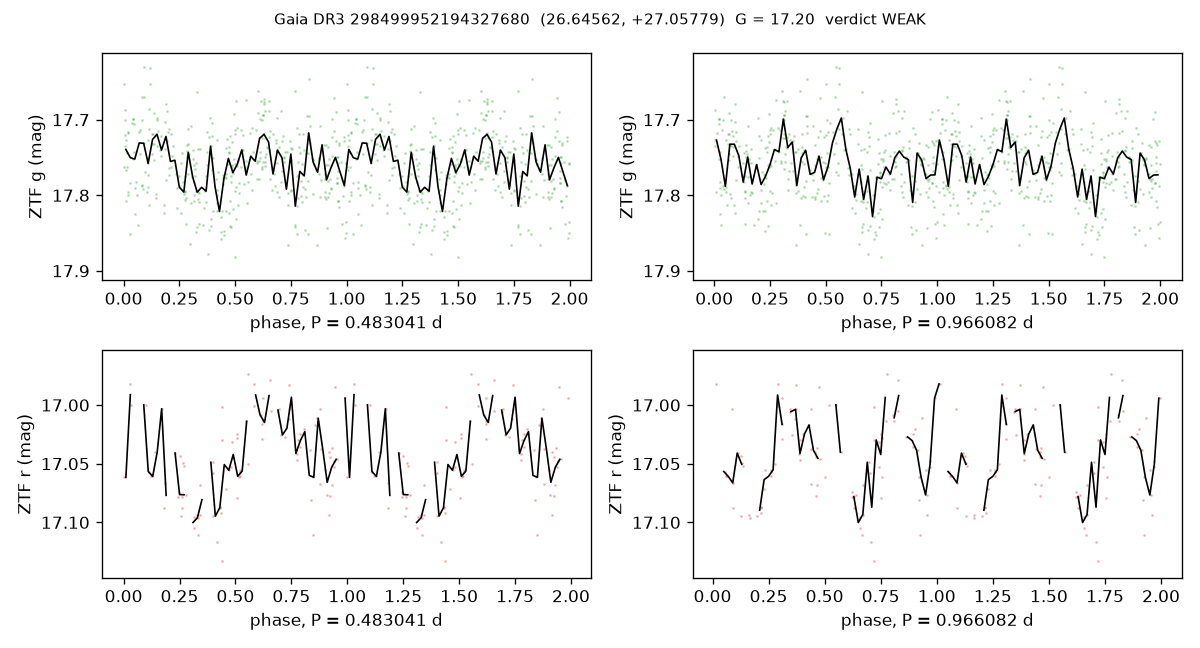 Gaia DR3 298499952194327680 (26.64562, +27.05779) G = 17.20 verdict WEAK
ZTF g (mag)
17.7
17.8
17.9
0.00 0.25 0.50 0.75 1.00 1.25 1.50 1.75 2.00
phase, P = 0.483041 d
ZTF g (mag)
17.7
17.8
17.9
0.00 0.25 0.50 0.75 1.00 1.25 1.50 1.75 2.00
phase, P = 0.966082 d
ZTF r (mag)
17.00
17.05
17.10
0.00 0.25 0.50 0.75 1.00 1.25 1.50 1.75 2.00
phase, P = 0.483041 d
ZTF r (mag)
17.00
17.05
17.10
0.00 0.25 0.50 0.75 1.00 1.25 1.50 1.75 2.00
phase, P = 0.966082 d